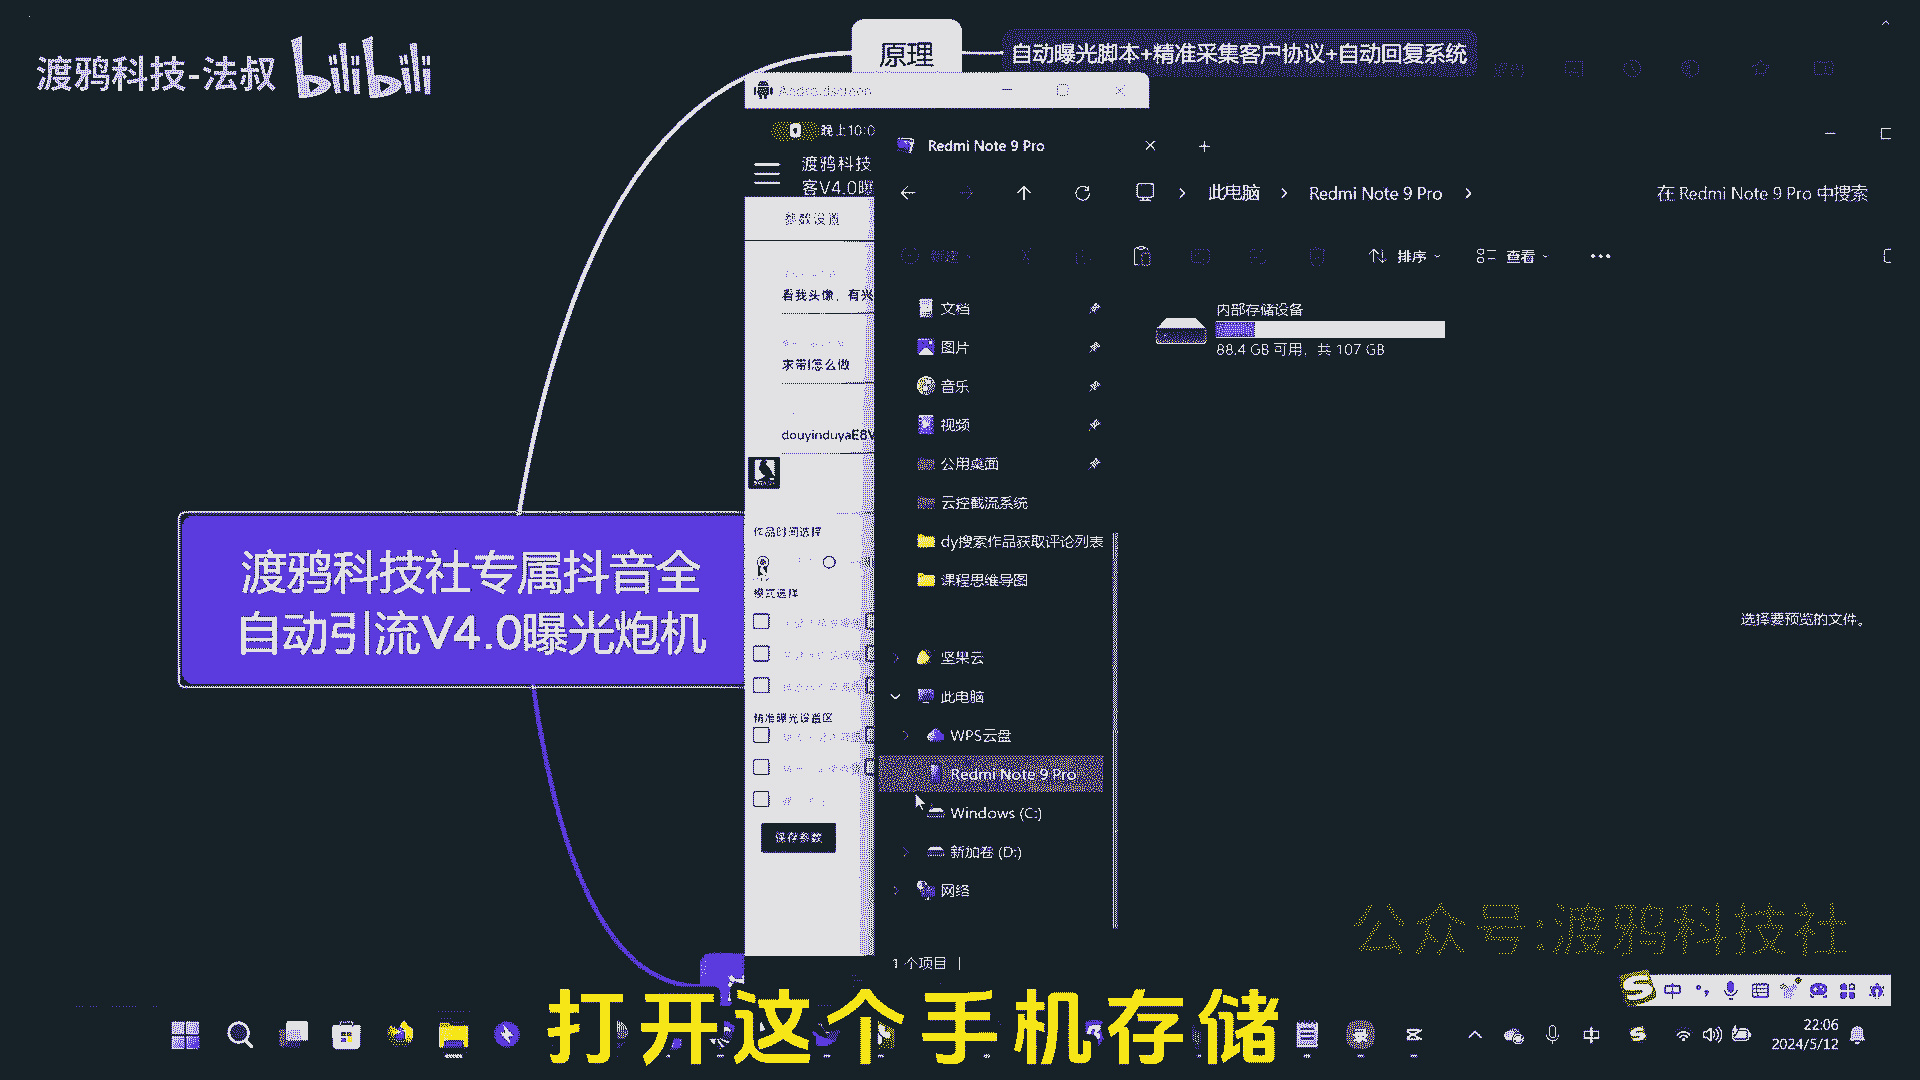 渡鸦科技-法叔 bilibili
原理
自动曝光脚本+精准采集客户协议+自动回复系统
Androidscreen
晚上10:0
渡鸦科技
客V4.0曝
参数设置
看我头像、有兴
求带!怎么做
douyinduyaE8V
作品时间选择
模式选择
精准曝光设置区
保存参数
渡鸦科技社专属抖音全
自动引流V4.0曝光炮机
Redmi Note 9 Pro
此电脑
Redmi Note 9 Pro
在 Redmi Note 9 Pro 中搜索
新建
排序
查看
文档
图片
音乐
视频
公用桌面
云控截流系统
dy搜索作品获取评论列表
课程思维导图
坚果云
此电脑
WPS云盘
Redmi Note 9 Pro
Windows (C:)
新加卷 (D:)
网络
1 个项目
内部存储设备
88.4 GB 可用，共 107 GB
选择要预览的文件。
公众号:渡鸦科技社
中
打开这个手机存储
中
22:06
2024/5/12